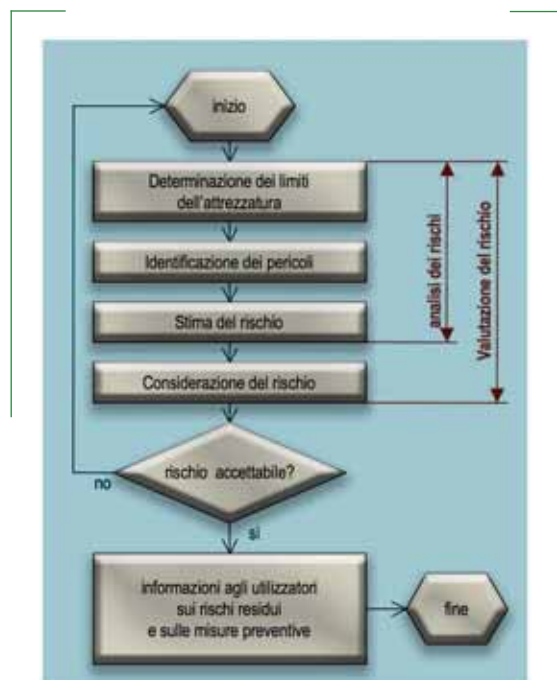 inizio
Determinazione dei limiti
dell'attrezzatura
Identificazione dei pericoli
Stima del rischio
Considerazione del rischio
analisi dei rischi
Valutazione del rischio
rischio accettabile?
no
si
informazioni agli utilizzatori
sui rischi residui
e sulle misure preventive
fine